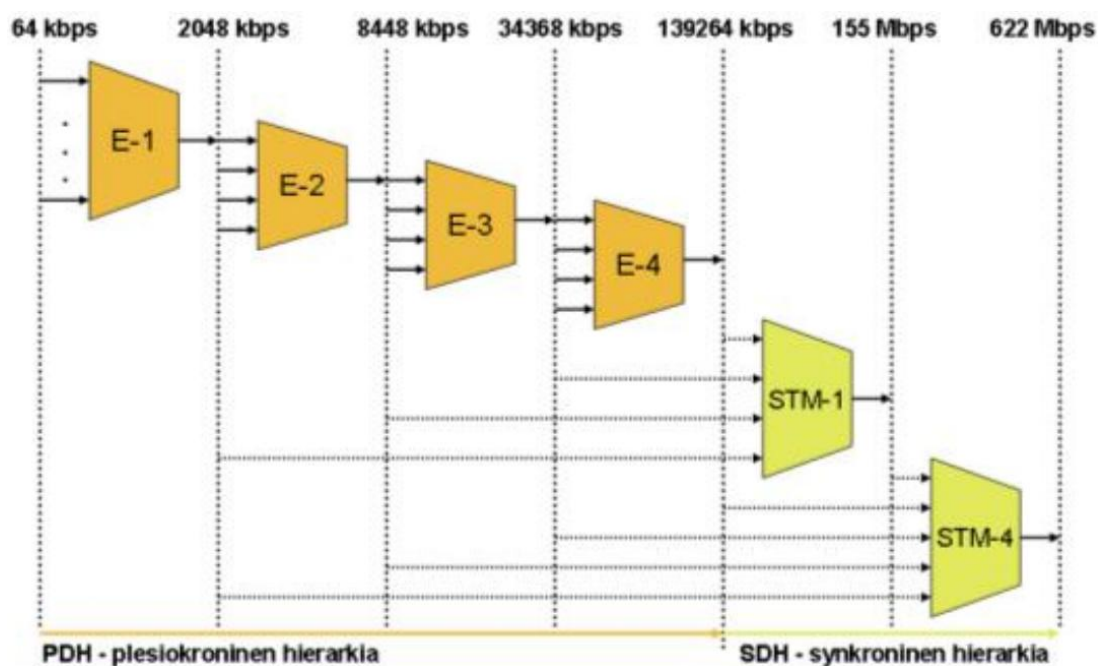 64 kbps 2048 kbps 8448 kbps 34368 kbps 139264 kbps 155 Mbps 622 Mbps
E-1
E-2
E-3
E-4
STM-1
STM-4
PDH - plesiokroninen hierarkia SDH - synkroninen hierarkia